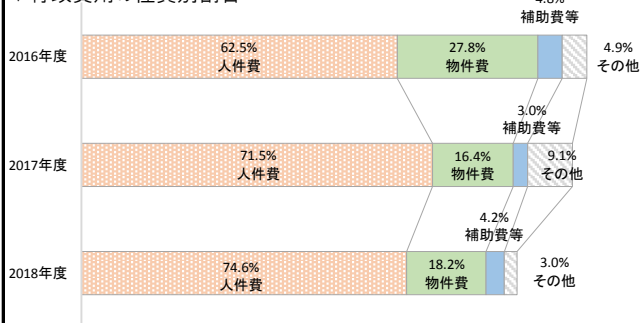 4.8%
補助費等
2016年度
62.5%
人件費
27.8%
物件費
4.9%
その他
3.0%
補助費等
2017年度
71.5%
人件費
16.4%
物件費
9.1%
その他
4.2%
補助費等
2018年度
74.6%
人件費
18.2%
物件費
3.0%
その他